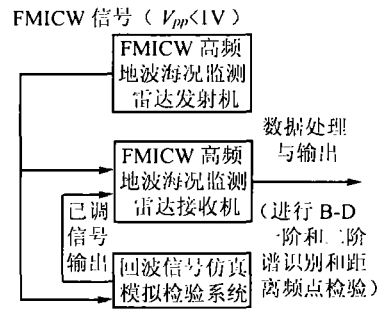 FMICW 信号（ Vpp<1V）
FMICW 高频
地波海况监测
雷达发射机
数据处理
与输出
FMICW 高频
地波海况监测
雷达接收机
已调
信号
输出
（进行 B-D
一阶和二阶
谱识别和距
离频点检验）
回波信号仿真
模拟检验系统